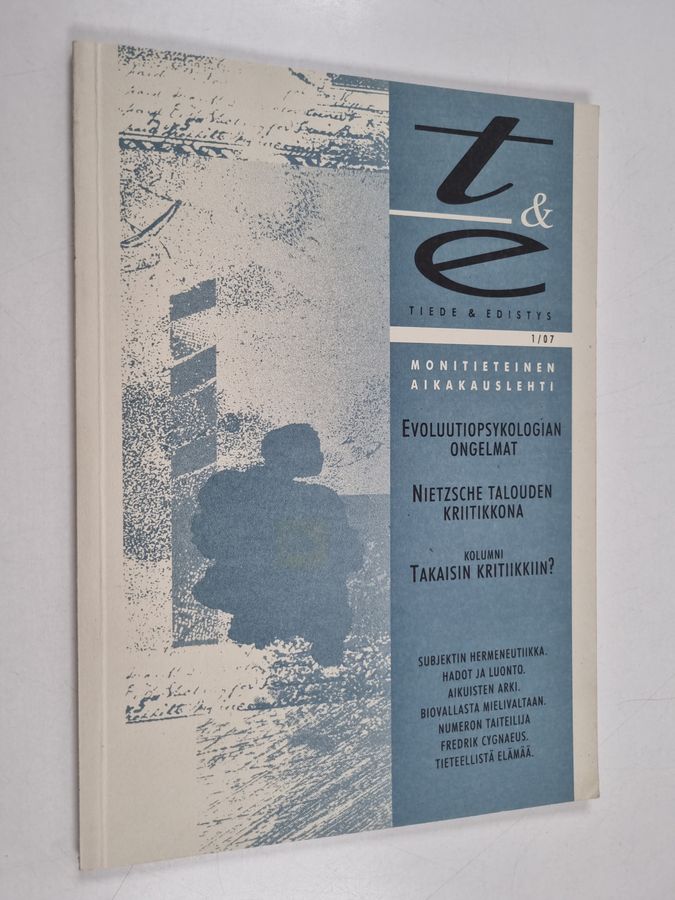 t
&
e
TIEDE & EDISTYS
1/07
MONITIETEINEN
AIKAKAUSLEHTI
EVOLUUTIOPSYKOLOGIAN
ONGELMAT
NIETZSCHE TALOUDEN
KRIITIKKONA
KOLUMNI
TAKAISIN KRITIIKKIIN?
SUBJEKTIN HERMENEUTIIKKA.
HADOT JA LUONTO.
AIKUISTEN ARKI.
BIOVALLASTA MIELIVALTAAN.
NUMERON TAITEILIJA
FREDRIK CYGNAEUS.
TIETEELLISTÄ ELÄMÄÄ.